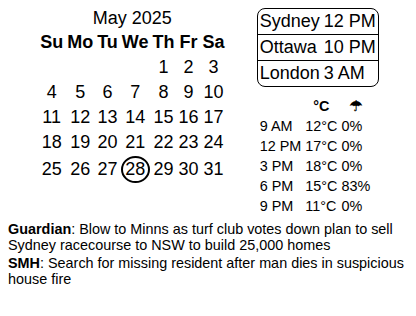 May 2025
Su Mo Tu We Th Fr Sa
1 2 3
4 5 6 7 8 9 10
11 12 13 14 15 16 17
18 19 20 21 22 23 24
25 26 27 28 29 30 31
Sydney 12 PM
Ottawa 10 PM
London 3 AM
°C ☂
9 AM 12°C 0%
12 PM 17°C 0%
3 PM 18°C 0%
6 PM 15°C 83%
9 PM 11°C 0%
Guardian: Blow to Minns as turf club votes down plan to sell
Sydney racecourse to NSW to build 25,000 homes
SMH: Search for missing resident after man dies in suspicious
house fire